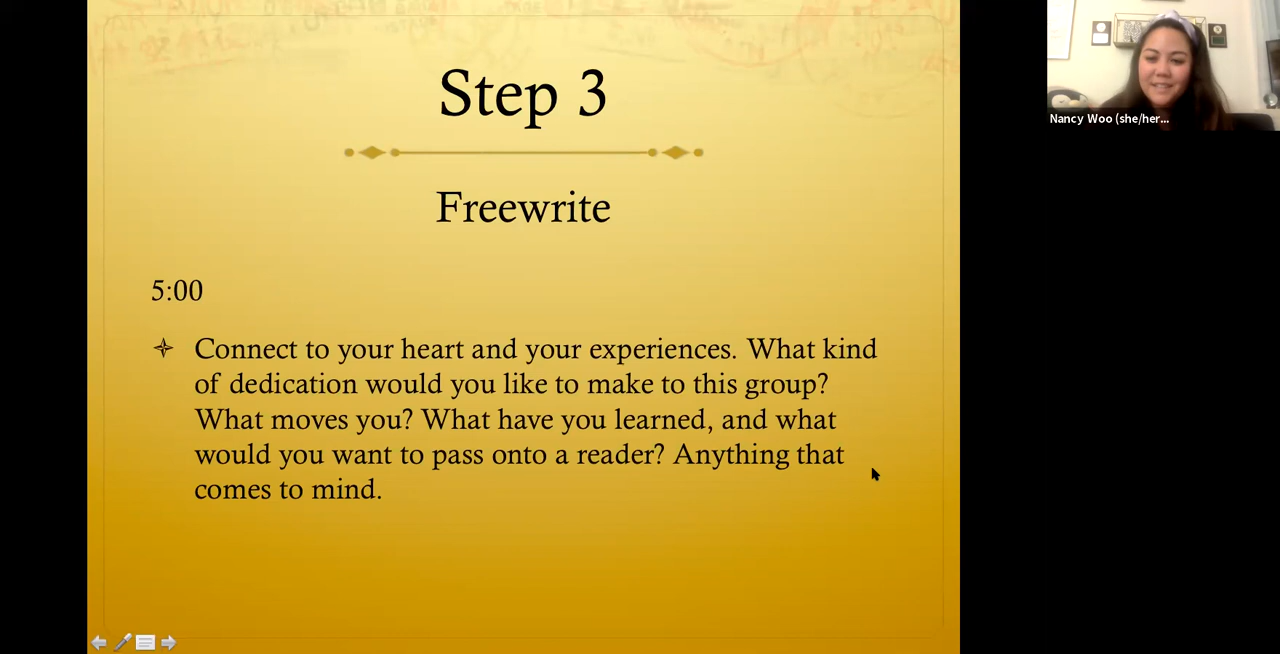 Step 3
Freewrite
5:00
Connect to your heart and your experiences. What kind
of dedication would you like to make to this group?
What moves you? What have you learned, and what
would you want to pass onto a reader? Anything that
comes to mind.
Nancy Woo (she/her...